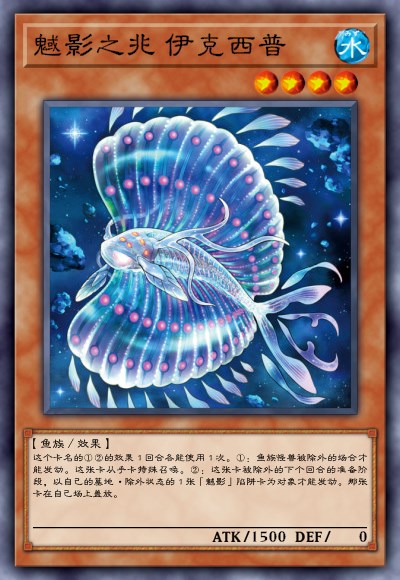 魊影之兆 伊克西普
水
【鱼族／效果】
这个卡名的①②的效果1回合各能使用1次。①：鱼族怪兽被除外的场合才
能发动。这张卡从手卡特殊召唤。②：这张卡被除外的下个回合的准备阶
段，以自己的墓地·除外状态的1张「魊影」陷阱卡为对象才能发动。那张
卡在自己场上盖放。
ATK/1500 DEF/ 0